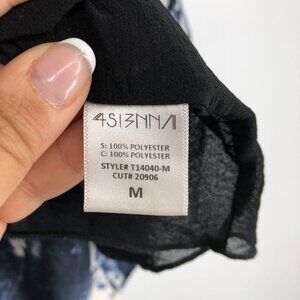 4SI3NNA
S: 100% POLYESTER
C: 100% POLYESTER
STYLE# T14040-M
CUT# 20906
M